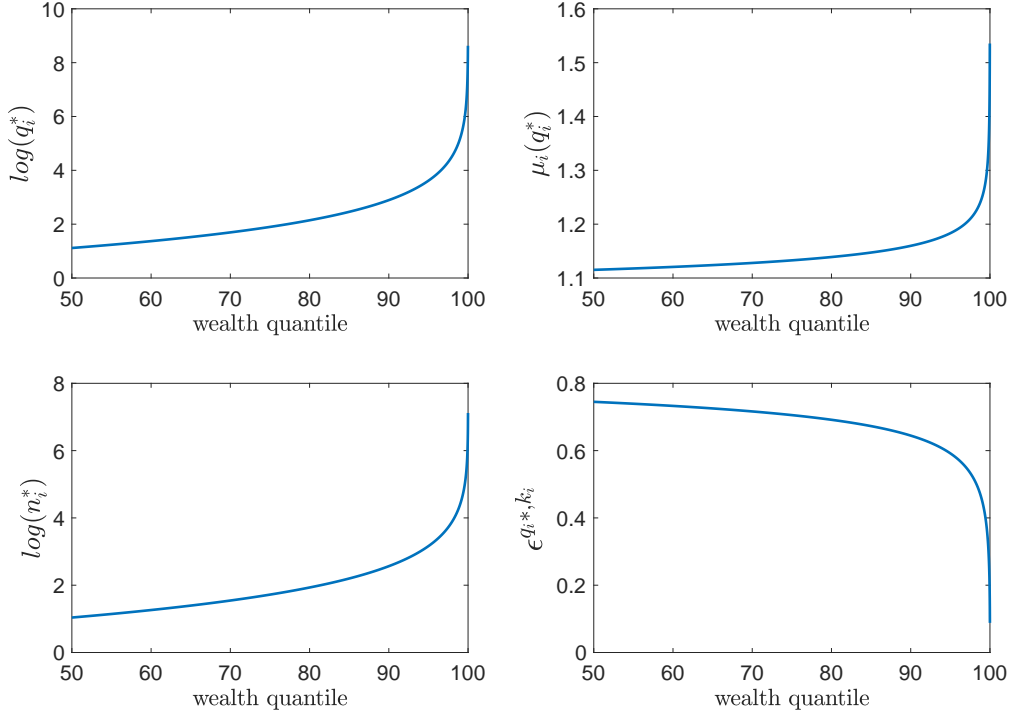 10
8
6
4
2
0
log(q_i^*)
50 60 70 80 90 100
wealth quantile
1.6
1.5
1.4
1.3
1.2
1.1
μ_i(q_i^*)
50 60 70 80 90 100
wealth quantile
8
6
4
2
0
log(n_i^*)
50 60 70 80 90 100
wealth quantile
0.8
0.6
0.4
0.2
0
ϵ^{q_i*,k_i}
50 60 70 80 90 100
wealth quantile